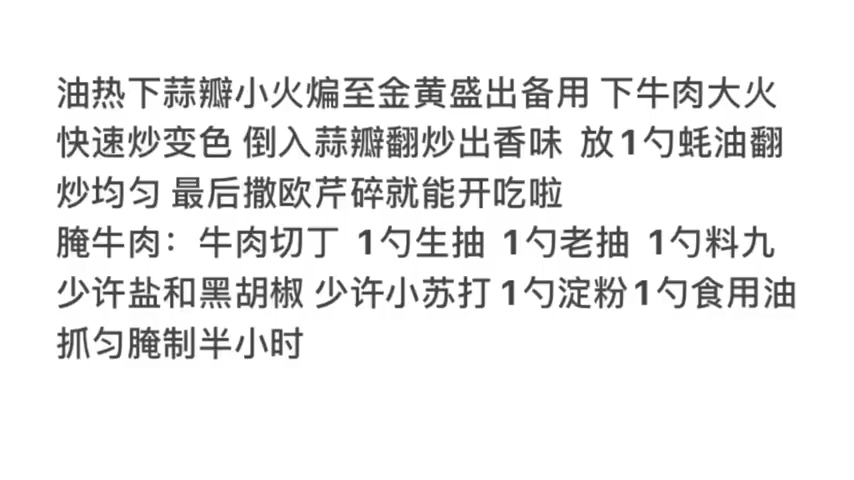 油热下蒜瓣小火煸至金黄盛出备用 下牛肉大火
快速炒变色 倒入蒜瓣翻炒出香味 放1勺蚝油翻
炒均匀 最后撒欧芹碎就能开吃啦
腌牛肉：牛肉切丁 1勺生抽 1勺老抽 1勺料九
少许盐和黑胡椒 少许小苏打 1勺淀粉1勺食用油
抓匀腌制半小时